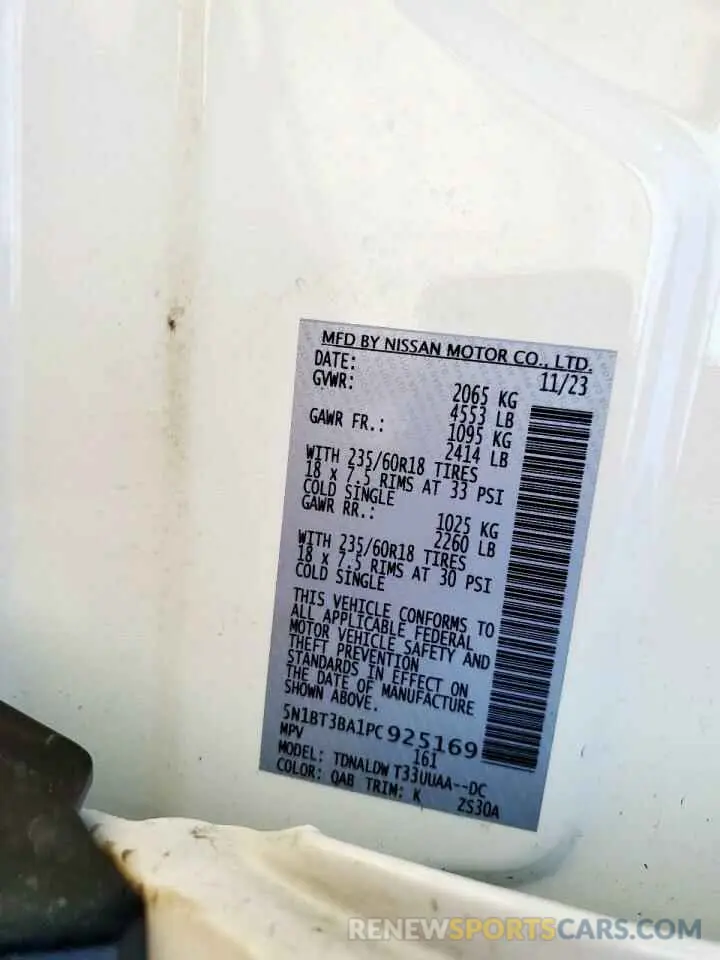 MFD BY NISSAN MOTOR CO., LTD.
DATE: 11/23
GVWR: 2065 KG
4553 LB
GAWR FR.: 1095 KG
2414 LB
WITH 235/60R18 TIRES
18 X 7.5 RIMS AT 33 PSI
COLD SINGLE
GAWR RR.: 1025 KG
2260 LB
WITH 235/60R18 TIRES
18 X 7.5 RIMS AT 30 PSI
COLD SINGLE
THIS VEHICLE CONFORMS TO
ALL APPLICABLE FEDERAL
MOTOR VEHICLE SAFETY AND
THEFT PREVENTION
STANDARDS IN EFFECT ON
THE DATE OF MANUFACTURE
SHOWN ABOVE.
5N1BT3BA1PC925169
MPV 161
MODEL: TDNALDW T33UUAA--DC
COLOR: QAB TRIM: K 2S30A
RENEWSPORTSCARS.COM